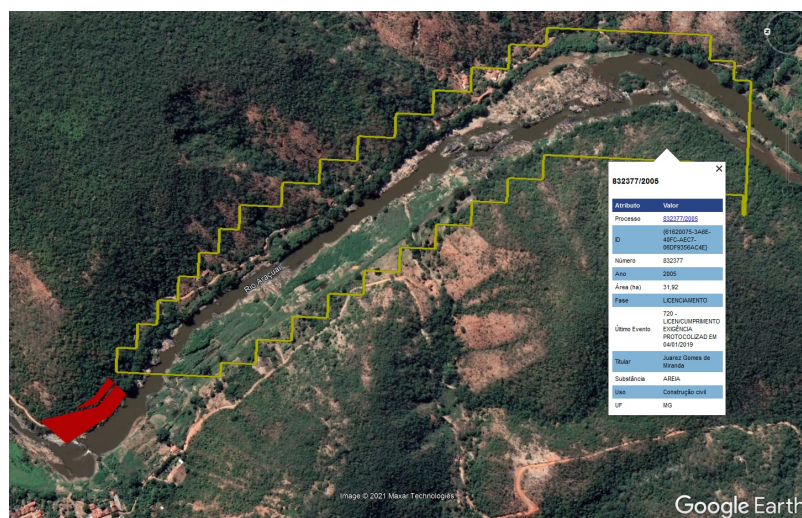 832377/2005
Atributo Valor
Processo 832377/2005
ID {61620075-3A6E-
40FC-AEC7-
06DF9356AC4E}
Número 832377
Ano 2005
Área (ha) 31,92
Fase LICENCIAMENTO
Último Evento 720 -
LICEN/CUMPRIMENTO
EXIGÊNCIA
PROTOCOLIZAD EM
04/01/2019
Titular Juarez Gomes de
Miranda
Substância AREIA
Uso Construção civil
UF MG
Rio Araçuaí
Image © 2021 Maxar Technologies
Google Earth